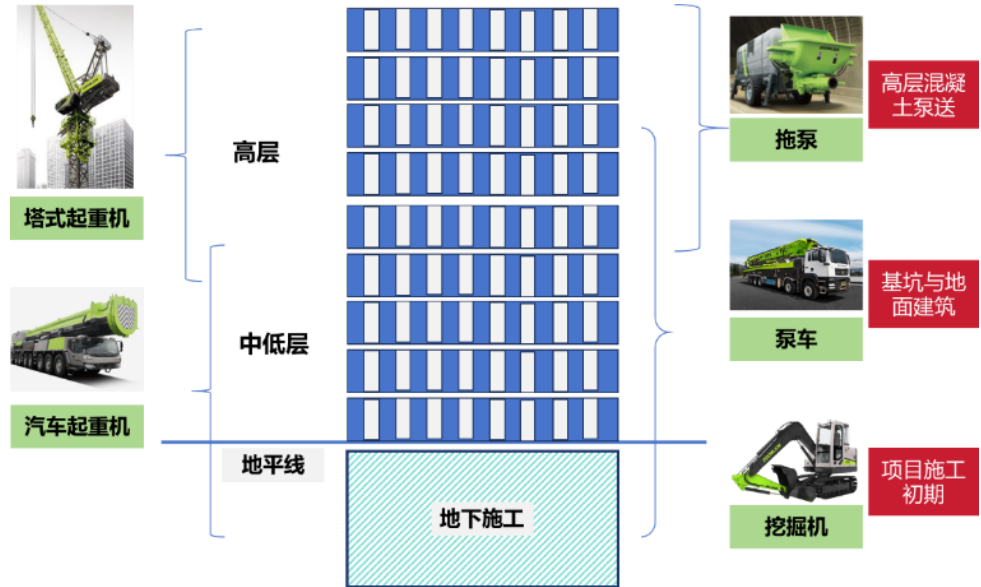 塔式起重机
汽车起重机
高层
中低层
地平线
地下施工
拖泵
高层混凝
土泵送
泵车
基坑与地
面建筑
挖掘机
项目施工
初期